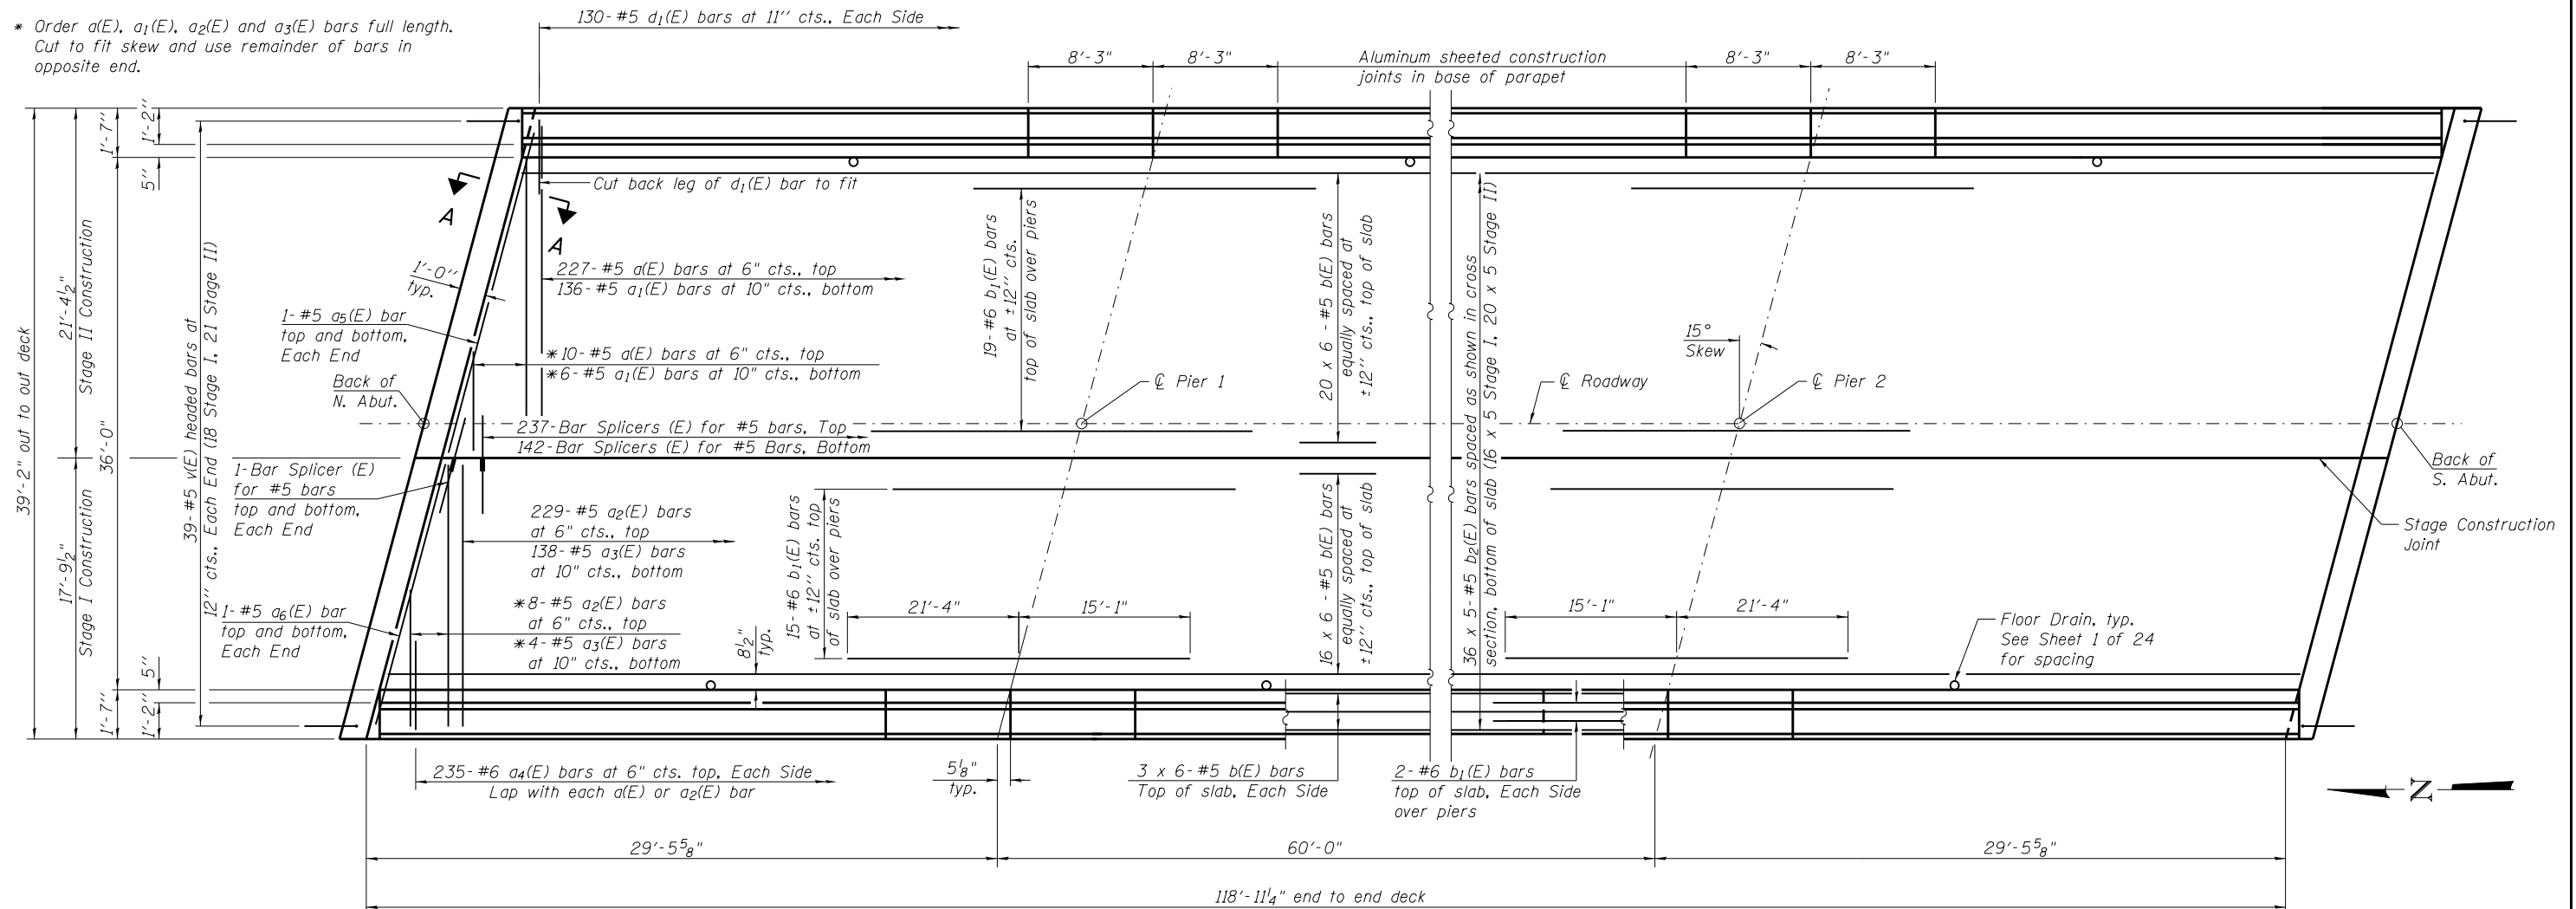 * Order a(E), a1(E), a2(E) and a3(E) bars full length.
Cut to fit skew and use remainder of bars in
opposite end.
130-#5 d1(E) bars at 11'' cts., Each Side
8'-3"
8'-3"
Aluminum sheeted construction
joints in base of parapet
8'-3"
8'-3"
39'-2" out to out deck
21'-4 1/2"
Stage II Construction
17'-9 1/2"
Stage I Construction
1'-7''
36'-0"
1'-7''
1'-2''
5''
5''
1'-2''
39-#5 v(E) headed bars at
12'' cts., Each End (18 Stage I, 21 Stage II)
A
A
Cut back leg of d1(E) bar to fit
1'-0''
typ.
227-#5 a(E) bars at 6" cts., top
136-#5 a1(E) bars at 10" cts., bottom
1-#5 a5(E) bar
top and bottom,
Each End
*10-#5 a(E) bars at 6" cts., top
*6-#5 a1(E) bars at 10" cts., bottom
Back of
N. Abut.
237-Bar Splicers (E) for #5 bars, Top
142-Bar Splicers (E) for #5 Bars, Bottom
1-Bar Splicer (E)
for #5 bars
top and bottom,
Each End
229-#5 a2(E) bars
at 6" cts., top
138-#5 a3(E) bars
at 10" cts., bottom
*8-#5 a2(E) bars
at 6" cts., top
*4-#5 a3(E) bars
at 10" cts., bottom
1-#5 a6(E) bar
top and bottom,
Each End
8 1/2"
typ.
19-#6 b1(E) bars
at ±12'' cts.
top of slab over piers
15-#6 b1(E) bars
at ±12'' cts. top
of slab over piers
20 x 6 -#5 b(E) bars
equally spaced at
±12'' cts., top of slab
16 x 6 -#5 b(E) bars
equally spaced at
±12'' cts., top of slab
36 x 5-#5 b2(E) bars spaced as shown in cross
section, bottom of slab (16 x 5 Stage I, 20 x 5 Stage II)
15°
Skew
℄ Pier 1
℄ Roadway
℄ Pier 2
Back of
S. Abut.
Stage Construction
Joint
21'-4"
15'-1"
15'-1"
21'-4"
Floor Drain, typ.
See Sheet 1 of 24
for spacing
235-#6 a4(E) bars at 6" cts. top, Each Side
Lap with each a(E) or a2(E) bar
5 1/8"
typ.
3 x 6-#5 b(E) bars
Top of slab, Each Side
2-#6 b1(E) bars
top of slab, Each Side
over piers
N
29'-5 5/8"
60'-0"
29'-5 5/8"
118'-11 1/4" end to end deck